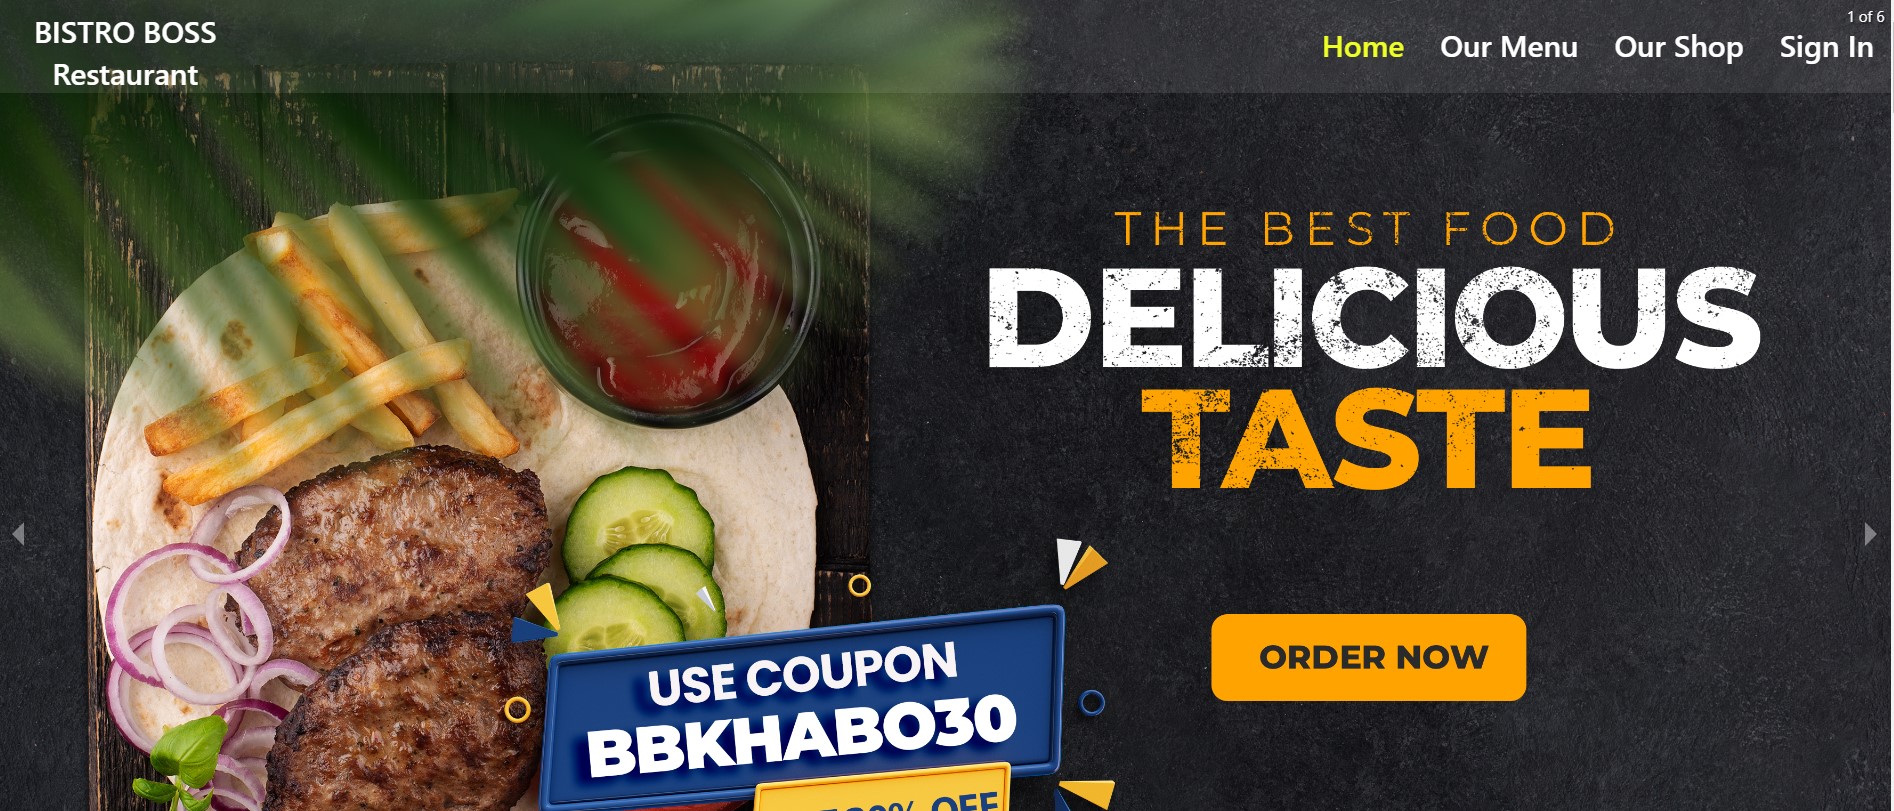 BISTRO BOSS
Restaurant
Home Our Menu Our Shop Sign In
1 of 6
THE BEST FOOD
DELICIOUS
TASTE
ORDER NOW
USE COUPON
BBKHABO30
OFF